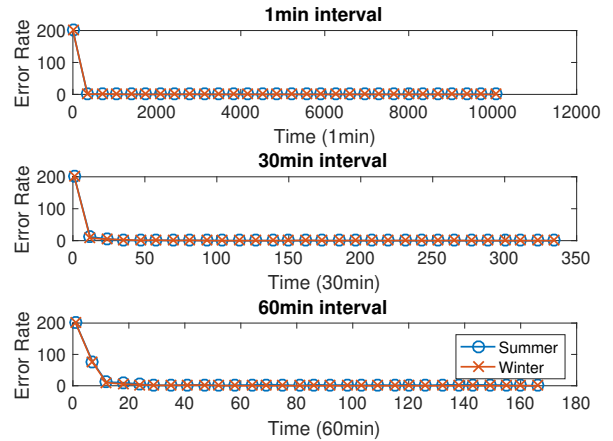 1min interval
200
100
0
Error Rate
0 2000 4000 6000 8000 10000 12000
Time (1min)
30min interval
200
100
0
Error Rate
0 50 100 150 200 250 300 350
Time (30min)
60min interval
200
100
0
Error Rate
Summer
Winter
0 20 40 60 80 100 120 140 160 180
Time (60min)